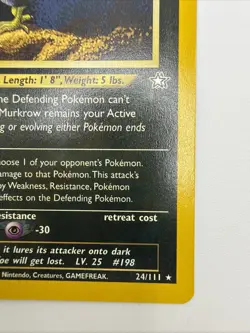 Length: 1' 8", Weight: 5 lbs.
he Defending Pokémon can't
Murkrow remains your Active
ng or evolving either Pokémon ends
hoose 1 of your opponent's Pokémon.
amage to that Pokémon. This attack's
by Weakness, Resistance, Pokémon
effects on the Defending Pokémon.
sistance retreat cost
-30
it lures its attacker onto dark
oe will get lost. LV. 25 #198
Nintendo, Creatures, GAMEFREAK. 24/111 ★